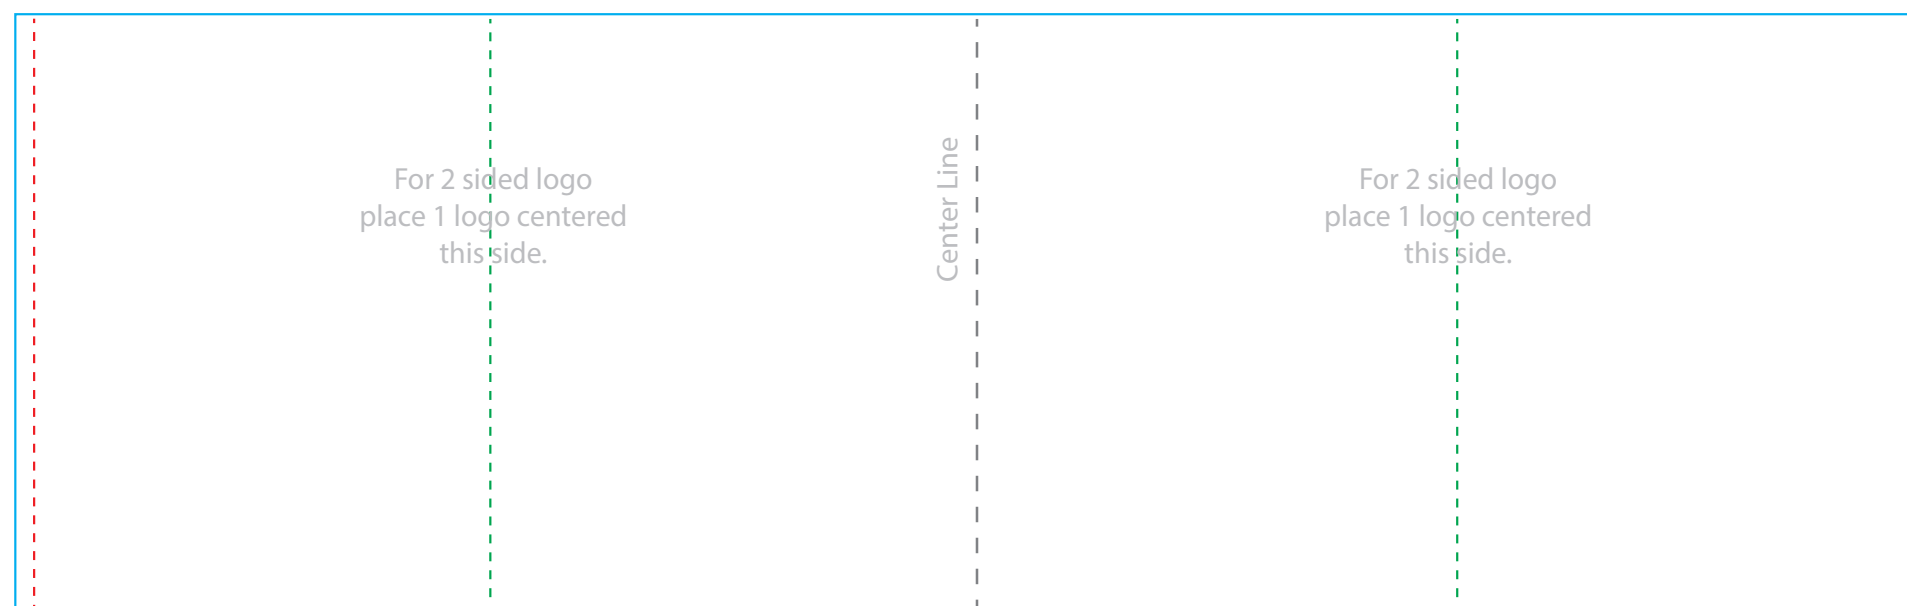 For 2 sided logo
place 1 logo centered
this side.
Center Line
For 2 sided logo
place 1 logo centered
this side.